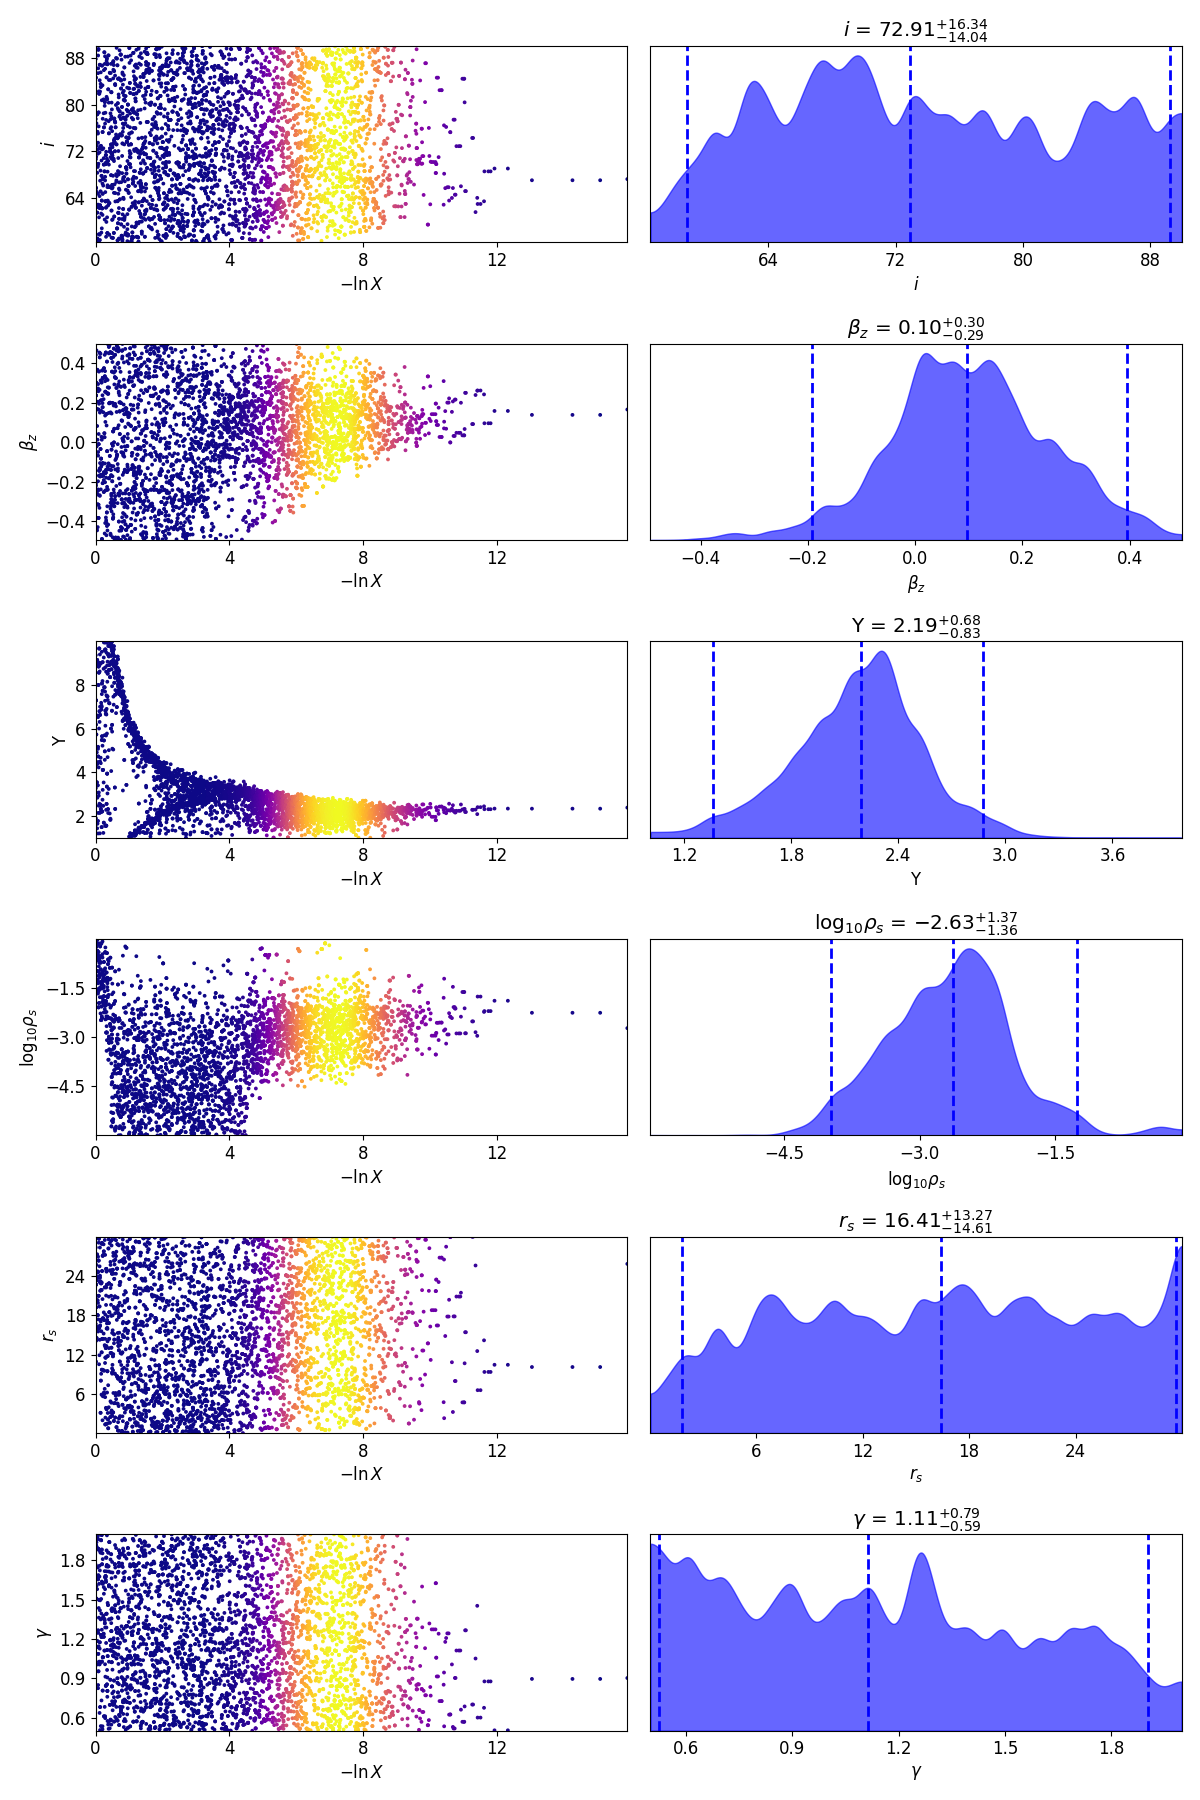 i = 72.91 +16.34 −14.04
88
80
72
64
i
0 4 8 12
−ln X
64 72 80 88
i
β_z = 0.10 +0.30 −0.29
0.4
0.2
0.0
−0.2
−0.4
β_z
0 4 8 12
−ln X
−0.4 −0.2 0.0 0.2 0.4
β_z
Y = 2.19 +0.68 −0.83
8
6
4
2
Y
0 4 8 12
−ln X
1.2 1.8 2.4 3.0 3.6
Y
log₁₀ρ_s = −2.63 +1.37 −1.36
−1.5
−3.0
−4.5
log₁₀ρ_s
0 4 8 12
−ln X
−4.5 −3.0 −1.5
log₁₀ρ_s
r_s = 16.41 +13.27 −14.61
24
18
12
6
r_s
0 4 8 12
−ln X
6 12 18 24
r_s
γ = 1.11 +0.79 −0.59
1.8
1.5
1.2
0.9
0.6
γ
0 4 8 12
−ln X
0.6 0.9 1.2 1.5 1.8
γ